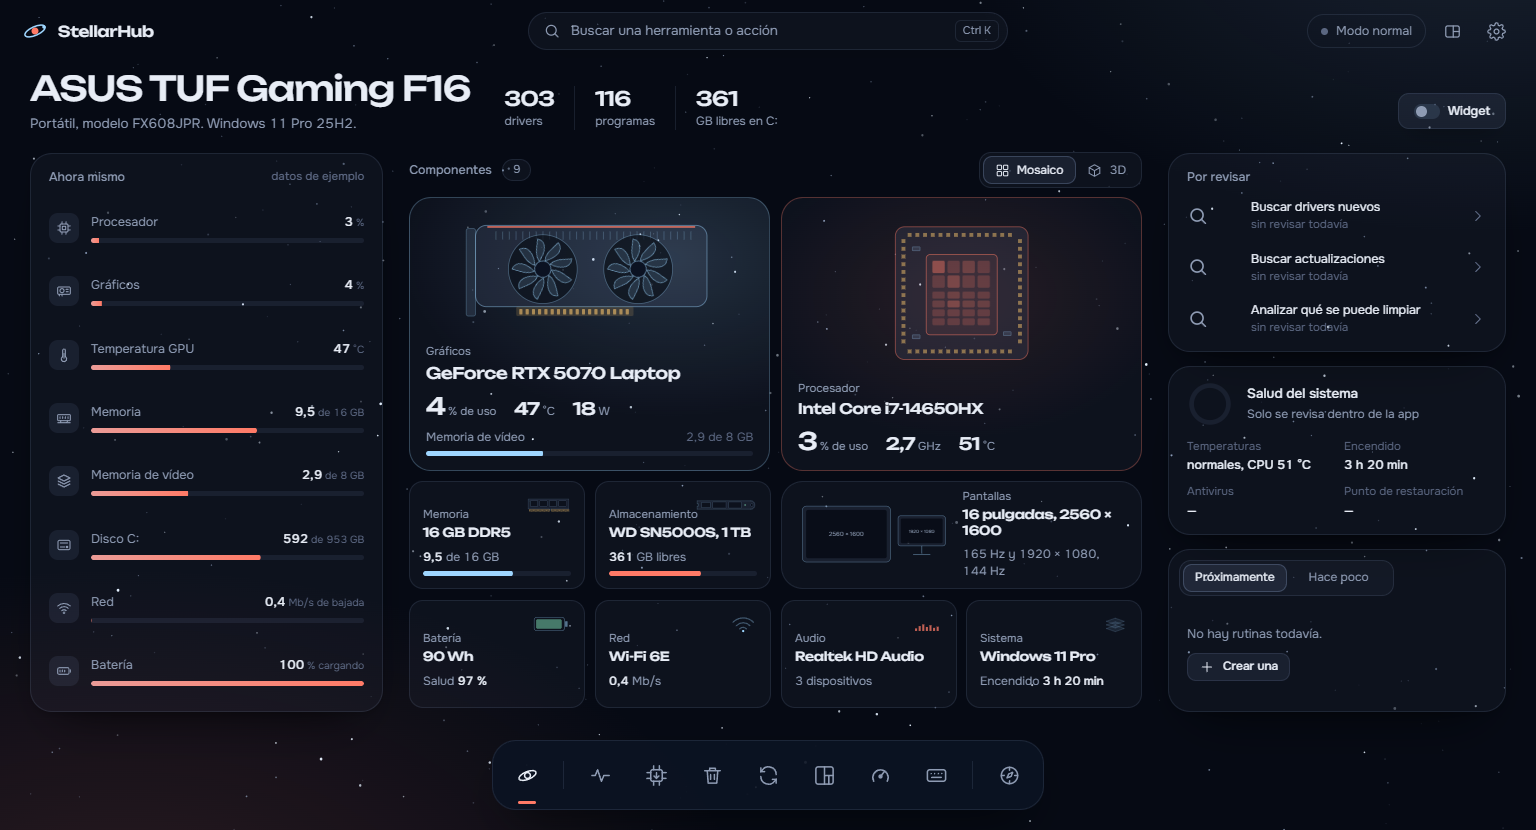 StellarHub
Buscar una herramienta o acción
Ctrl K
Modo normal
ASUS TUF Gaming F16
Portátil, modelo FX608JPR. Windows 11 Pro 25H2.
303
drivers
116
programas
361
GB libres en C:
Widget
Ahora mismo
datos de ejemplo
Procesador
3 %
Gráficos
4 %
Temperatura GPU
47 °C
Memoria
9,5 de 16 GB
Memoria de vídeo
2,9 de 8 GB
Disco C:
592 de 953 GB
Red
0,4 Mb/s de bajada
Batería
100 % cargando
Componentes
9
Mosaico
3D
Gráficos
GeForce RTX 5070 Laptop
4 % de uso
47 °C
18 W
Memoria de vídeo
2,9 de 8 GB
Procesador
Intel Core i7-14650HX
3 % de uso
2,7 GHz
51 °C
Memoria
16 GB DDR5
9,5 de 16 GB
Almacenamiento
WD SN5000S, 1 TB
361 GB libres
2560 × 1600
1920 × 1080
Pantallas
16 pulgadas, 2560 ×
1600
165 Hz y 1920 × 1080,
144 Hz
Batería
90 Wh
Salud 97 %
Red
Wi-Fi 6E
0,4 Mb/s
Audio
Realtek HD Audio
3 dispositivos
Sistema
Windows 11 Pro
Encendido 3 h 20 min
Por revisar
Buscar drivers nuevos
sin revisar todavía
Buscar actualizaciones
sin revisar todavía
Analizar qué se puede limpiar
sin revisar todavía
Salud del sistema
Solo se revisa dentro de la app
Temperaturas
normales, CPU 51 °C
Encendido
3 h 20 min
Antivirus
—
Punto de restauración
—
Próximamente
Hace poco
No hay rutinas todavía.
Crear una